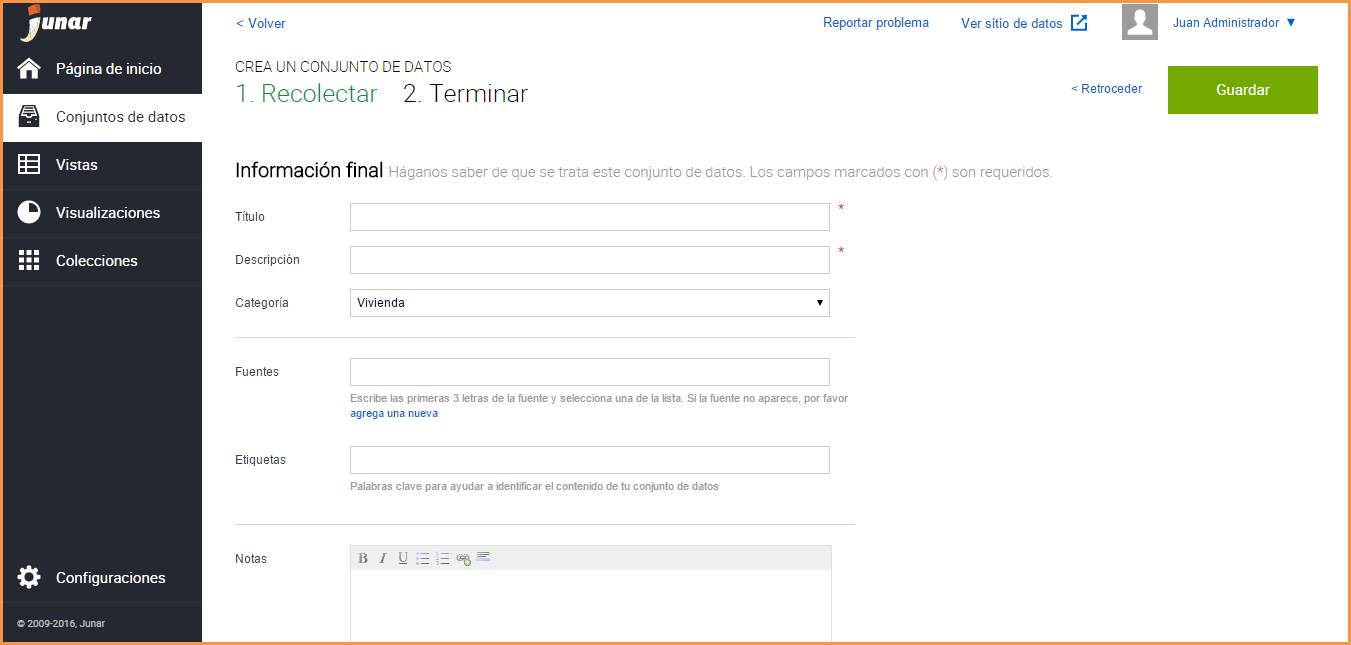 junar
< Volver
Reportar problema
Ver sitio de datos
Juan Administrador ▼
Página de inicio
Conjuntos de datos
Vistas
Visualizaciones
Colecciones
Configuraciones
© 2009-2016, Junar
CREA UN CONJUNTO DE DATOS
1. Recolectar 2. Terminar
< Retroceder
Guardar
Información final Háganos saber de que se trata este conjunto de datos. Los campos marcados con (*) son requeridos.
Título *
Descripción *
Categoría Vivienda ▼
Fuentes
Escribe las primeras 3 letras de la fuente y selecciona una de la lista. Si la fuente no aparece, por favor
agrega una nueva
Etiquetas
Palabras clave para ayudar a identificar el contenido de tu conjunto de datos
Notas
B I U